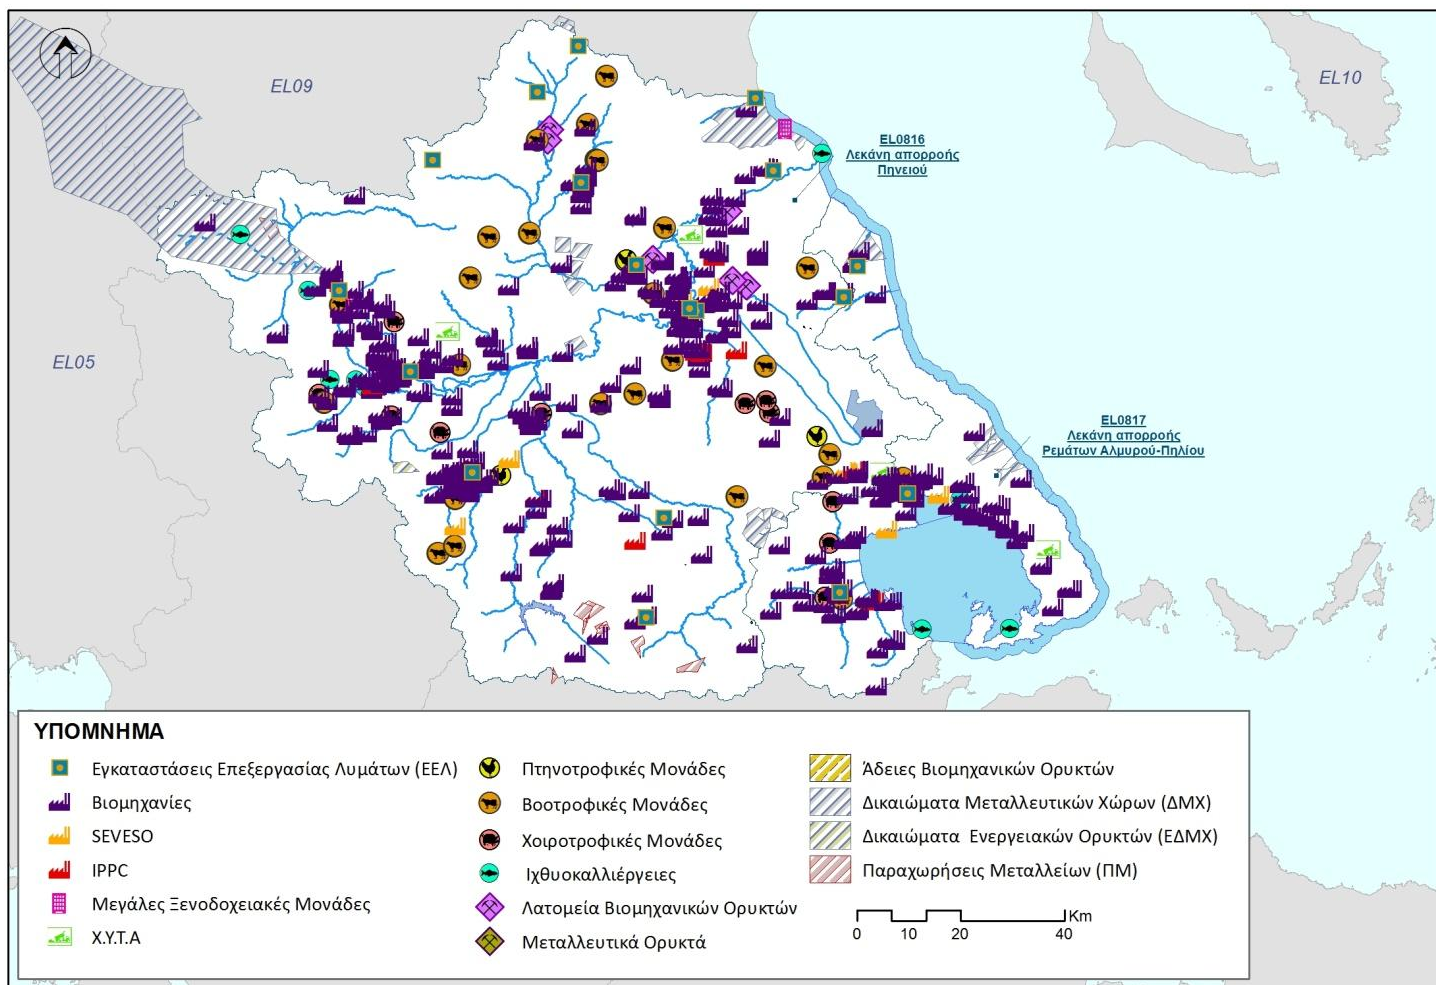 EL09
EL10
EL0816
Λεκάνη απορροής
Πηνειού
EL05
EL0817
Λεκάνη απορροής
Ρεμάτων Αλμυρού-Πηλίου
ΥΠΟΜΝΗΜΑ
Εγκαταστάσεις Επεξεργασίας Λυμάτων (ΕΕΛ)
Βιομηχανίες
SEVESO
IPPC
Μεγάλες Ξενοδοχειακές Μονάδες
Χ.Υ.Τ.Α
Πτηνοτροφικές Μονάδες
Βοοτροφικές Μονάδες
Χοιροτροφικές Μονάδες
Ιχθυοκαλλιέργειες
Λατομεία Βιομηχανικών Ορυκτών
Μεταλλευτικά Ορυκτά
Άδειες Βιομηχανικών Ορυκτών
Δικαιώματα Μεταλλευτικών Χώρων (ΔΜΧ)
Δικαιώματα Ενεργειακών Ορυκτών (ΕΔΜΧ)
Παραχωρήσεις Μεταλλείων (ΠΜ)
Km
0 10 20 40